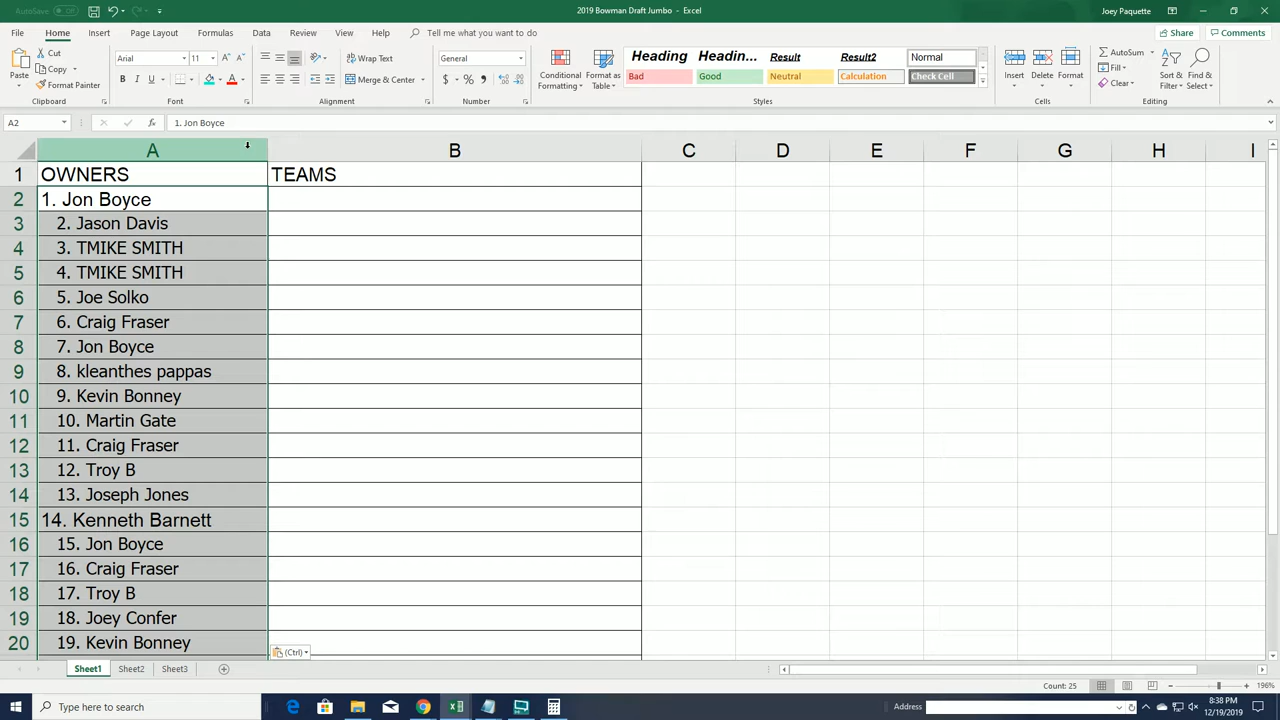 AutoSave Off
2019 Bowman Draft Jumbo - Excel
Joey Paquette
File Home Insert Page Layout Formulas Data Review View Help Tell me what you want to do
Share Comments
Paste Cut Copy Format Painter
Arial 11 A A
B I U A
Wrap Text
Merge & Center
General
$ % ,
Conditional Formatting
Format as Table
Heading Headin... Result Result2 Normal
Bad Good Neutral Calculation Check Cell
Insert Delete Format
AutoSum
Fill
Clear
Sort & Filter
Find & Select
Clipboard Font Alignment Number Styles Cells Editing
A2 fx 1. Jon Boyce
A B C D E F G H I
1 OWNERS TEAMS
2 1. Jon Boyce
3 2. Jason Davis
4 3. TMIKE SMITH
5 4. TMIKE SMITH
6 5. Joe Solko
7 6. Craig Fraser
8 7. Jon Boyce
9 8. kleanthes pappas
10 9. Kevin Bonney
11 10. Martin Gate
12 11. Craig Fraser
13 12. Troy B
14 13. Joseph Jones
15 14. Kenneth Barnett
16 15. Jon Boyce
17 16. Craig Fraser
18 17. Troy B
19 18. Joey Confer
20 19. Kevin Bonney
(Ctrl)
Sheet1 Sheet2 Sheet3
Count: 25
196%
Type here to search
Address
8:38 PM
12/19/2019